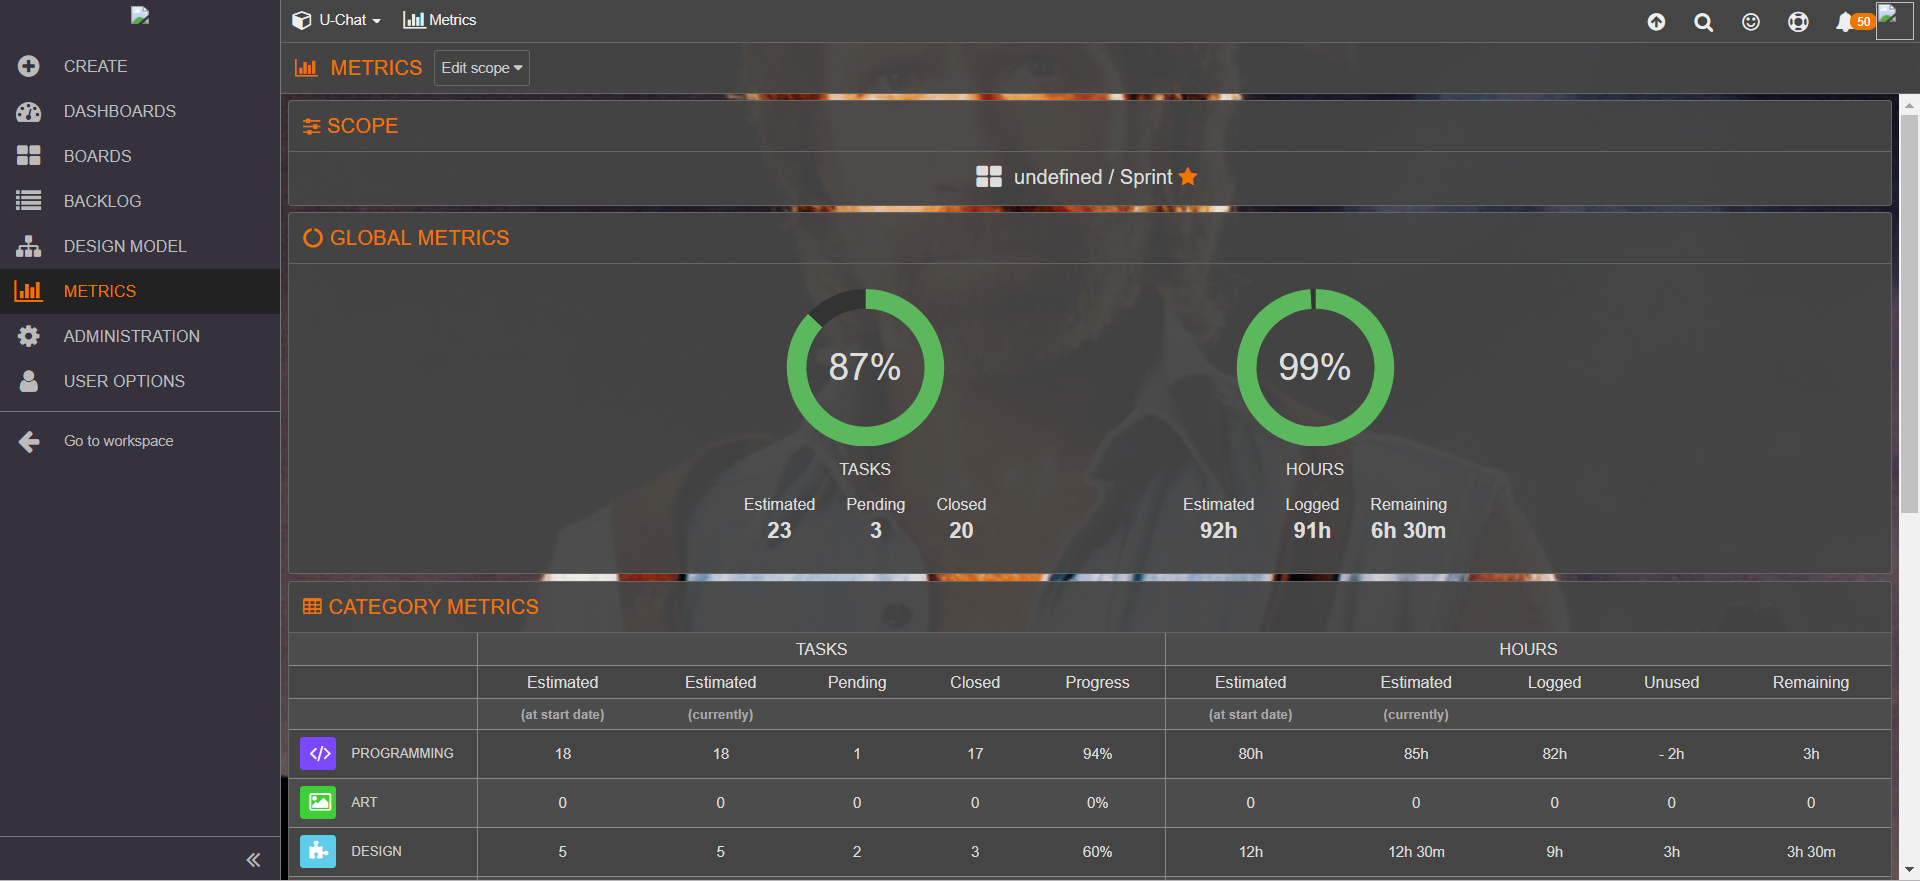 U-Chat
Metrics
50
CREATE
DASHBOARDS
BOARDS
BACKLOG
DESIGN MODEL
METRICS
ADMINISTRATION
USER OPTIONS
Go to workspace
METRICS
Edit scope
SCOPE
undefined / Sprint
GLOBAL METRICS
87%
99%
TASKS
HOURS
Estimated Pending Closed
23 3 20
Estimated Logged Remaining
92h 91h 6h 30m
CATEGORY METRICS
TASKS HOURS
Estimated Estimated Pending Closed Progress Estimated Estimated Logged Unused Remaining
(at start date) (currently) (at start date) (currently)
PROGRAMMING 18 18 1 17 94% 80h 85h 82h - 2h 3h
ART 0 0 0 0 0% 0 0 0 0 0
DESIGN 5 5 2 3 60% 12h 12h 30m 9h 3h 3h 30m